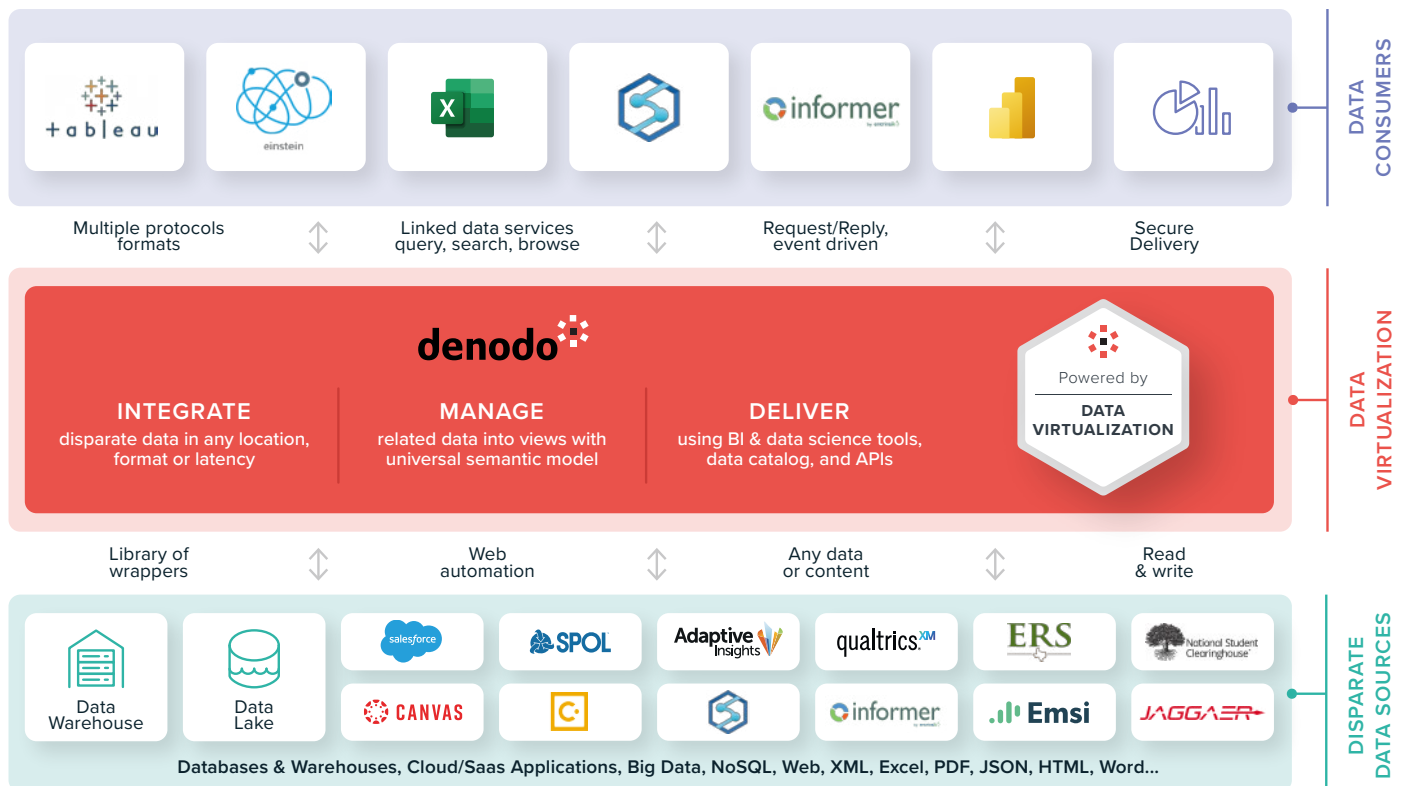 tableau
einstein
X
informer
by entrinsik
DATA
CONSUMERS
Multiple protocols
formats
Linked data services
query, search, browse
Request/Reply,
event driven
Secure
Delivery
denodo
INTEGRATE
disparate data in any location,
format or latency
MANAGE
related data into views with
universal semantic model
DELIVER
using BI & data science tools,
data catalog, and APIs
Powered by
DATA
VIRTUALIZATION
DATA
VIRTUALIZATION
Library of
wrappers
Web
automation
Any data
or content
Read
& write
Data
Warehouse
Data
Lake
salesforce
SPOL
Adaptive
Insights
qualtrics.XM
ERS
National Student
Clearinghouse
CANVAS
C
informer
by entrinsik
Emsi
JAGGAER
Databases & Warehouses, Cloud/Saas Applications, Big Data, NoSQL, Web, XML, Excel, PDF, JSON, HTML, Word...
DISPARATE
DATA SOURCES